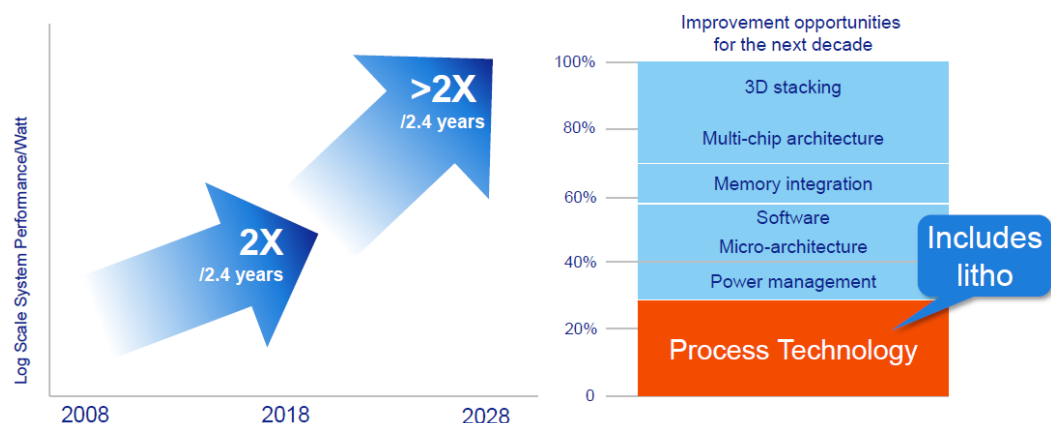 Log Scale System Performance/Watt
2X
/2.4 years
>2X
/2.4 years
2008
2018
2028
Improvement opportunities
for the next decade
100%
80%
60%
40%
20%
0
3D stacking
Multi-chip architecture
Memory integration
Software
Micro-architecture
Power management
Process Technology
Includes
litho